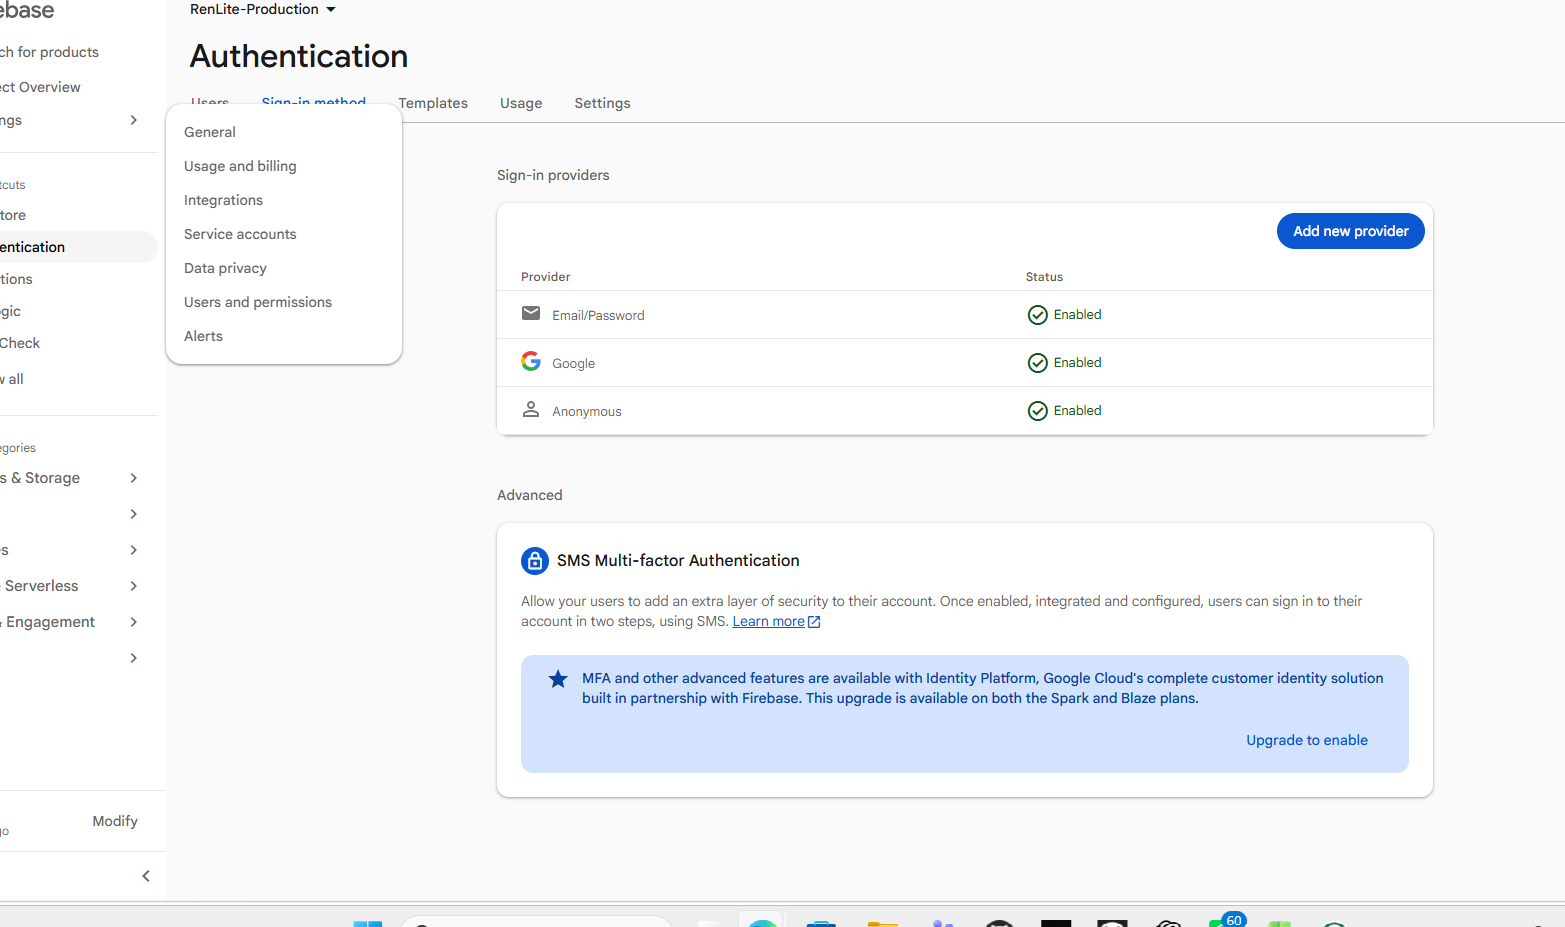 ebase
RenLite-Production
ch for products
Authentication
ect Overview
Users
Sign-in method
Templates
Usage
Settings
ngs
General
Usage and billing
Integrations
Service accounts
Data privacy
Users and permissions
Alerts
tcuts
tore
entication
tions
gic
Check
v all
egories
s & Storage
s
Serverless
& Engagement
go
Modify
Sign-in providers
Add new provider
Provider
Status
Email/Password
Enabled
Google
Enabled
Anonymous
Enabled
Advanced
SMS Multi-factor Authentication
Allow your users to add an extra layer of security to their account. Once enabled, integrated and configured, users can sign in to their
account in two steps, using SMS. Learn more
MFA and other advanced features are available with Identity Platform, Google Cloud's complete customer identity solution
built in partnership with Firebase. This upgrade is available on both the Spark and Blaze plans.
Upgrade to enable
60